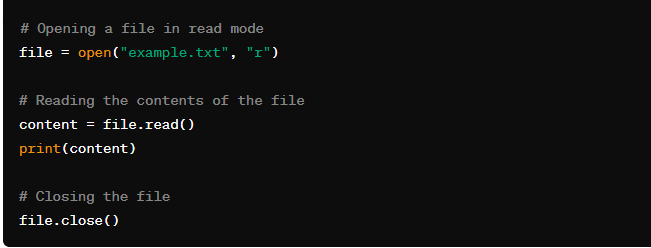 # Opening a file in read mode
file = open("example.txt", "r")
# Reading the contents of the file
content = file.read()
print(content)
# Closing the file
file.close()